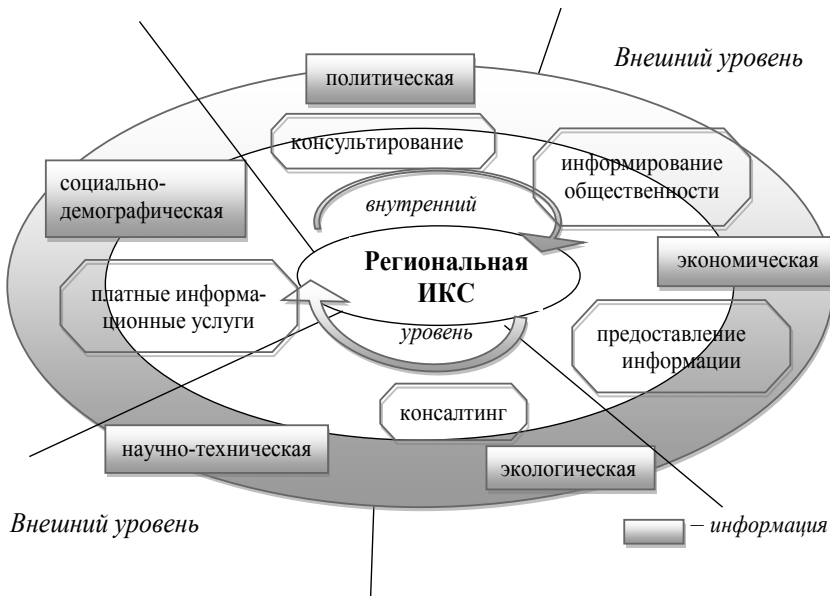 Внешний уровень
политическая
консультирование
информирование
общественности
социально-
демографическая
внутренний
Региональная
ИКС
экономическая
платные информа-
ционные услуги
уровень
предоставление
информации
консалтинг
научно-техническая
экологическая
Внешний уровень
– информация